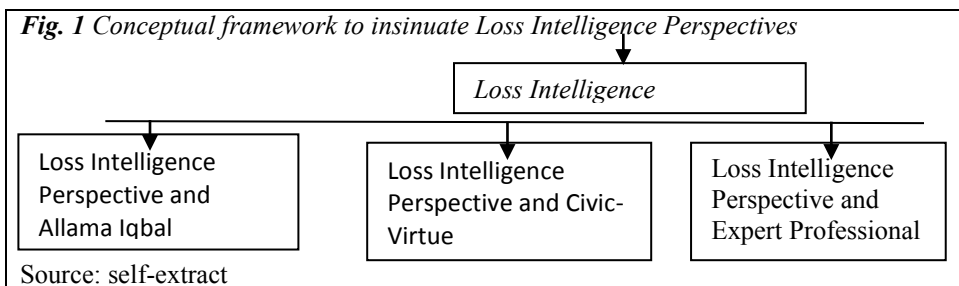 Fig. 1 Conceptual framework to insinuate Loss Intelligence Perspectives
Loss Intelligence
Loss Intelligence
Perspective and
Allama Iqbal
Loss Intelligence
Perspective and Civic-
Virtue
Loss Intelligence
Perspective and
Expert Professional
Source: self-extract